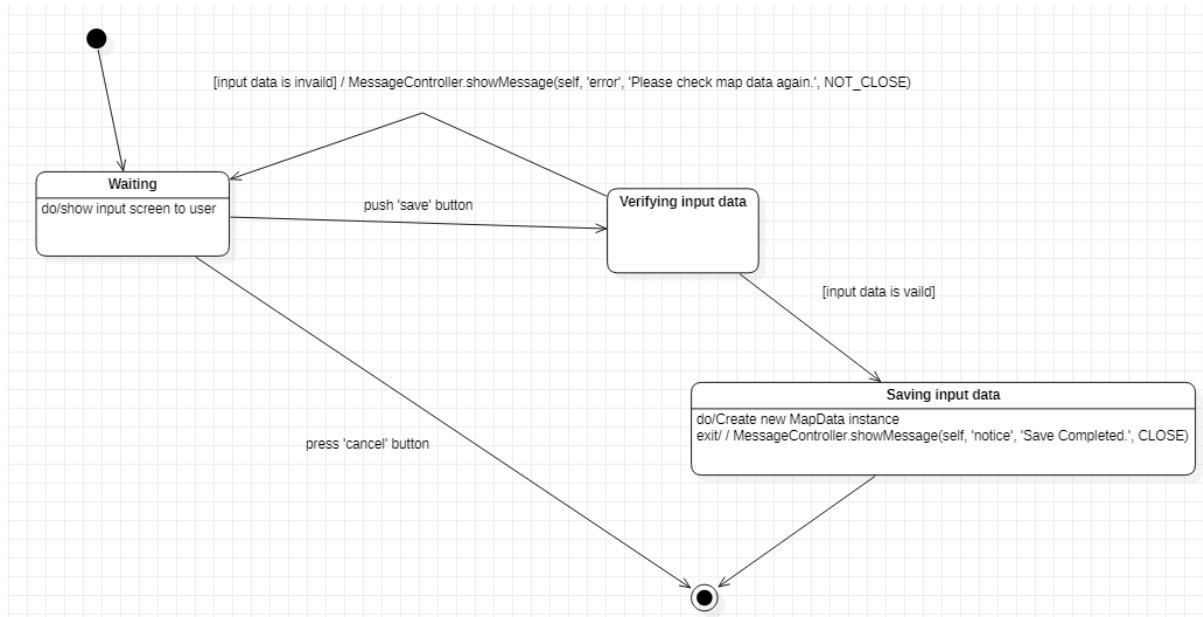 [input data is invaild] / MessageController.showMessage(self, 'error', 'Please check map data again.', NOT_CLOSE)
Waiting
do/show input screen to user
push 'save' button
Verifying input data
[input data is vaild]
Saving input data
do/Create new MapData instance
exit/ / MessageController.showMessage(self, 'notice', 'Save Completed.', CLOSE)
press 'cancel' button